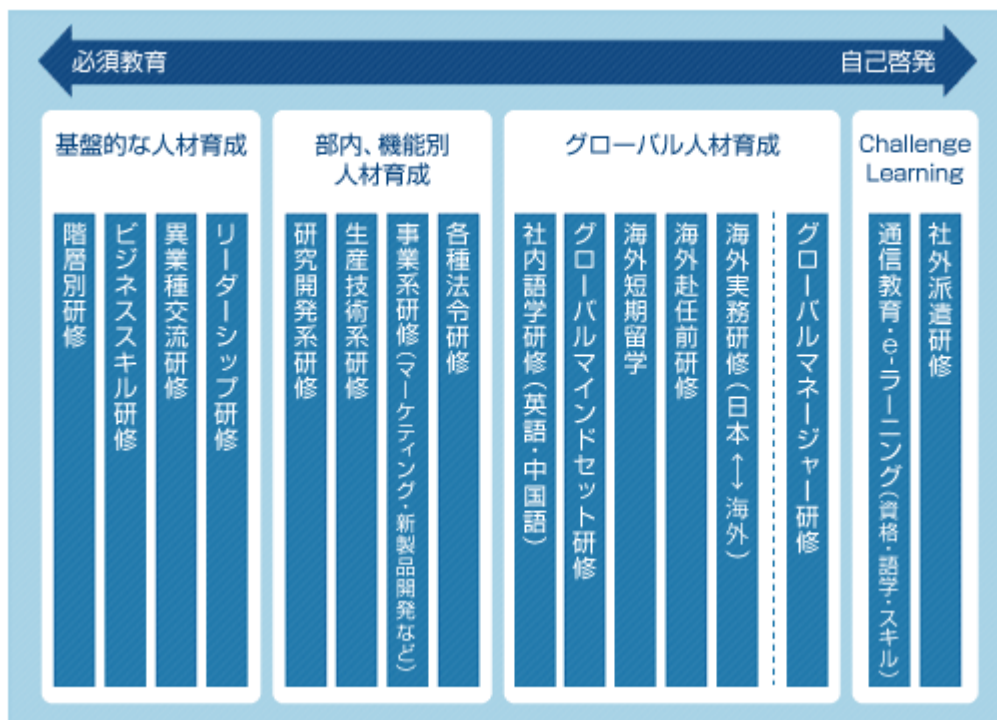 必須教育
自己啓発
基盤的な人材育成
階層別研修
ビジネススキル研修
異業種交流研修
リーダーシップ研修
部内、機能別
人材育成
研究開発系研修
生産技術系研修
事業系研修(マーケティング・新製品開発など)
各種法令研修
グローバル人材育成
社内語学研修(英語・中国語)
グローバルマインドセット研修
海外短期留学
海外赴任前研修
海外実務研修(日本↔海外)
グローバルマネージャー研修
Challenge
Learning
通信教育・e-ラーニング(資格・語学・スキル)
社外派遣研修